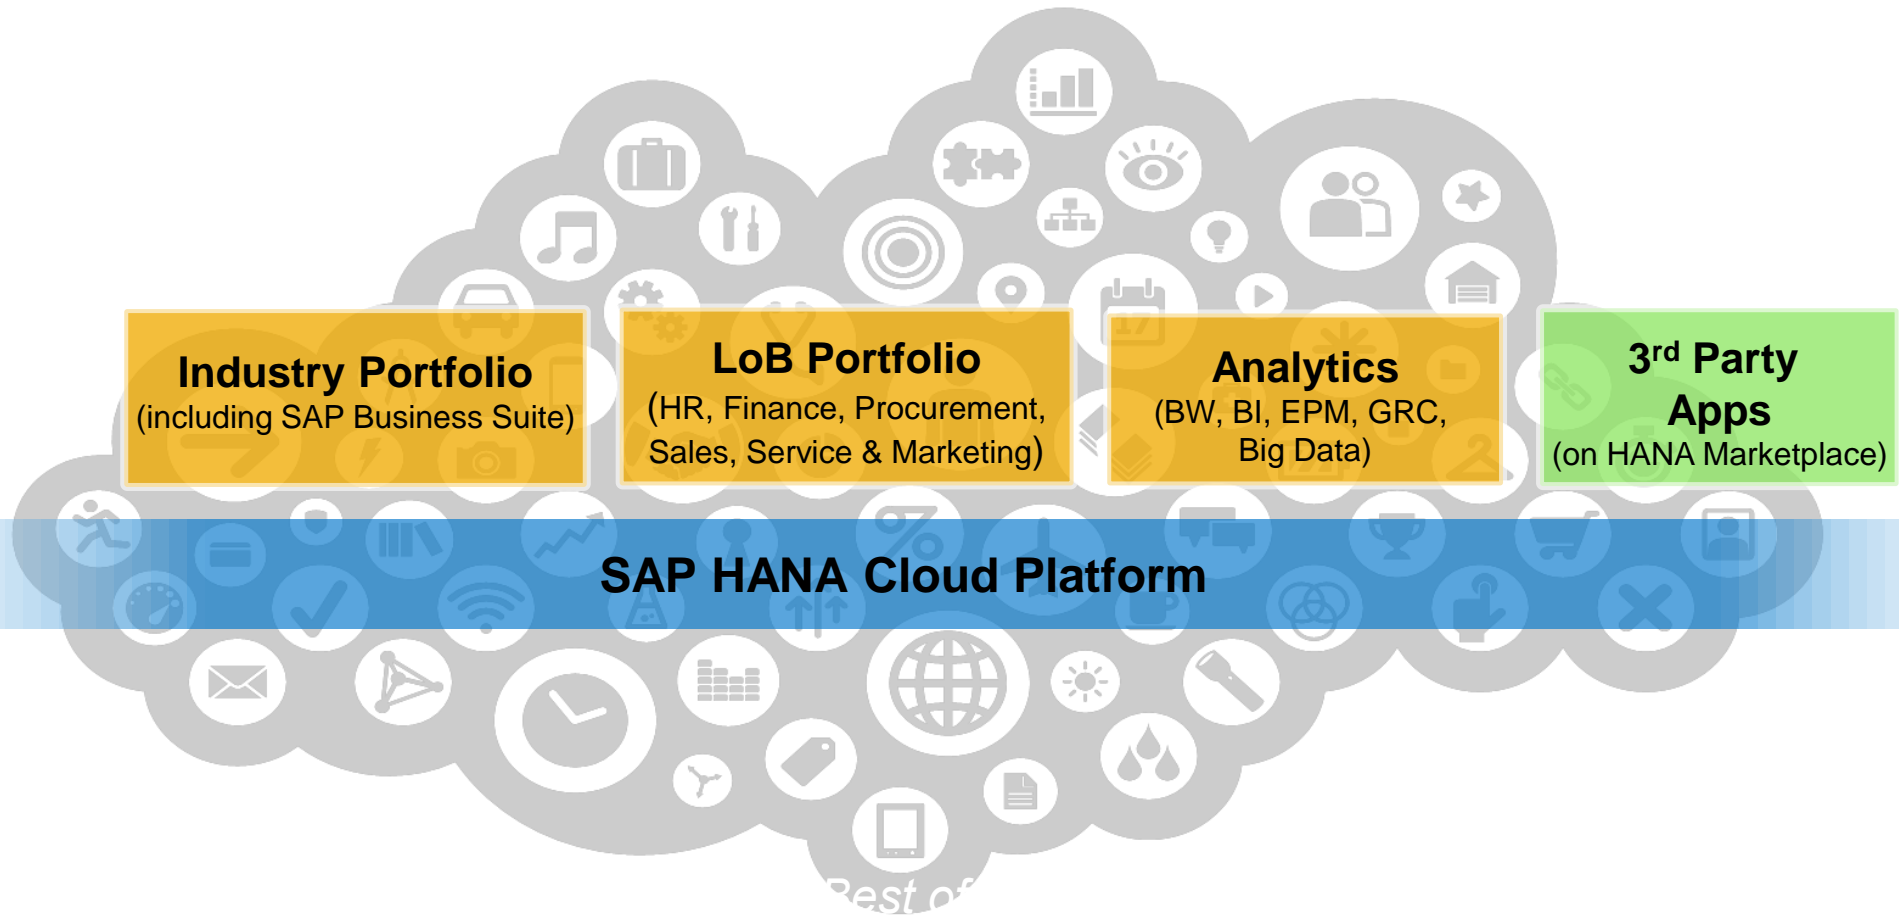 Industry Portfolio
(including SAP Business Suite)
LoB Portfolio
(HR, Finance, Procurement,
Sales, Service & Marketing)
Analytics
(BW, BI, EPM, GRC,
Big Data)
3rd Party
Apps
(on HANA Marketplace)
17
SAP HANA Cloud Platform
Best of